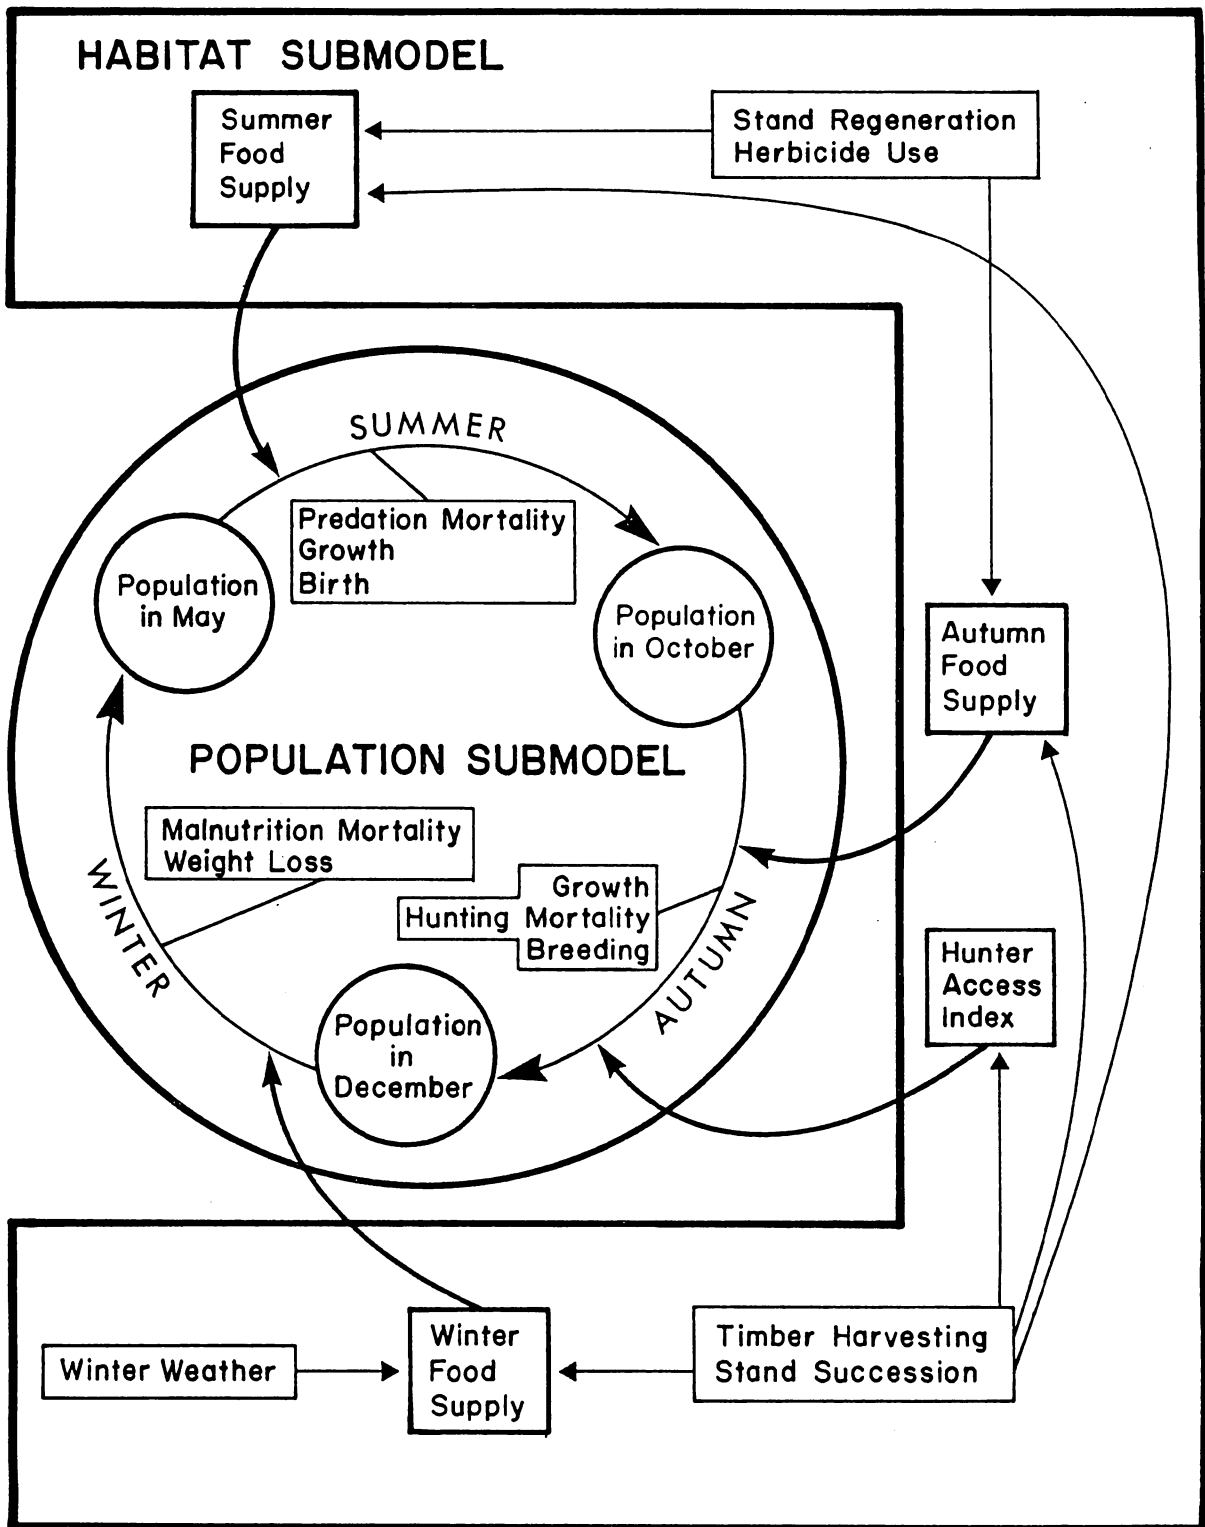 HABITAT SUBMODEL
Summer
Food
Supply
Stand Regeneration
Herbicide Use
SUMMER
Predation Mortality
Growth
Birth
Population
in May
Population
in October
Autumn
Food
Supply
POPULATION SUBMODEL
Malnutrition Mortality
Weight Loss
WINTER
Growth
Hunting Mortality
Breeding
AUTUMN
Hunter
Access
Index
Population
in
December
Winter Weather
Winter
Food
Supply
Timber Harvesting
Stand Succession